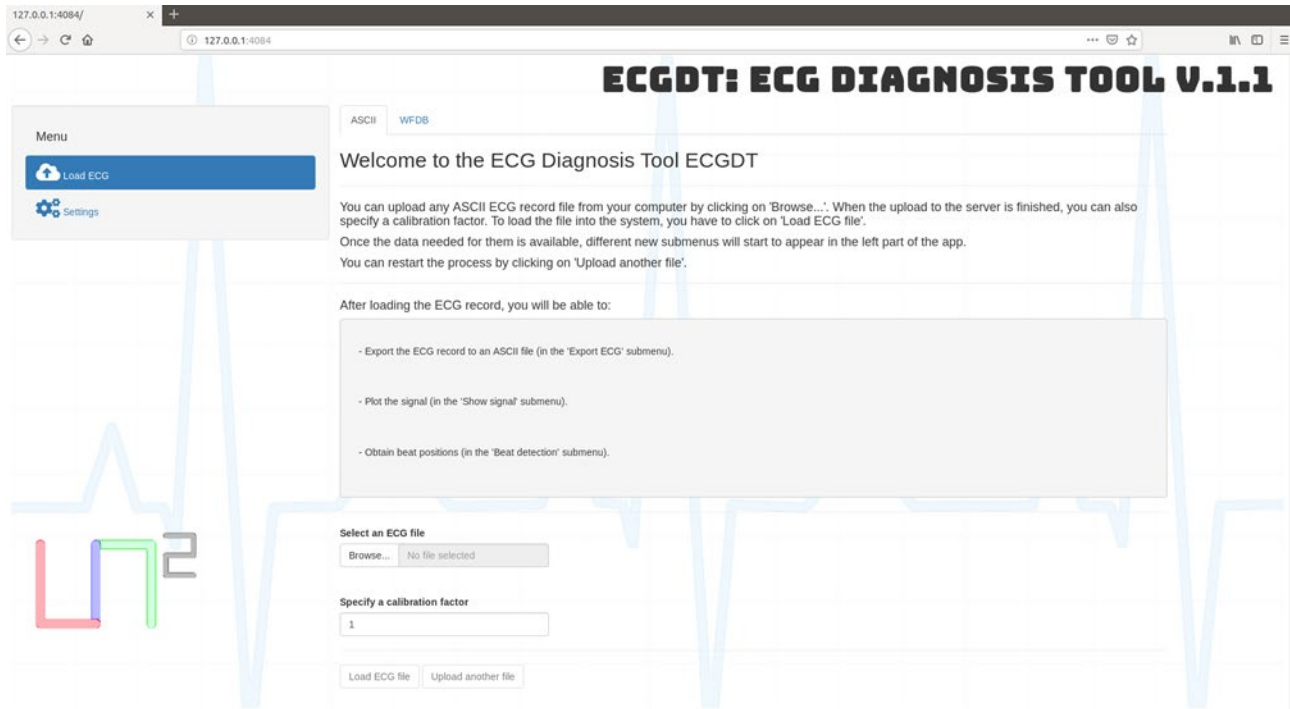 127.0.0.1:4084/
127.0.0.1:4084
ECGDT: ECG DIAGNOSIS TOOL V.1.1
Menu
Load ECG
Settings
ASCII WFDB
Welcome to the ECG Diagnosis Tool ECGDT
You can upload any ASCII ECG record file from your computer by clicking on 'Browse...'. When the upload to the server is finished, you can also
specify a calibration factor. To load the file into the system, you have to click on 'Load ECG file'.
Once the data needed for them is available, different new submenus will start to appear in the left part of the app.
You can restart the process by clicking on 'Upload another file'.
After loading the ECG record, you will be able to:
- Export the ECG record to an ASCII file (in the 'Export ECG' submenu).
- Plot the signal (in the 'Show signal' submenu).
- Obtain beat positions (in the 'Beat detection' submenu).
Select an ECG file
Browse... No file selected
Specify a calibration factor
1
Load ECG file Upload another file